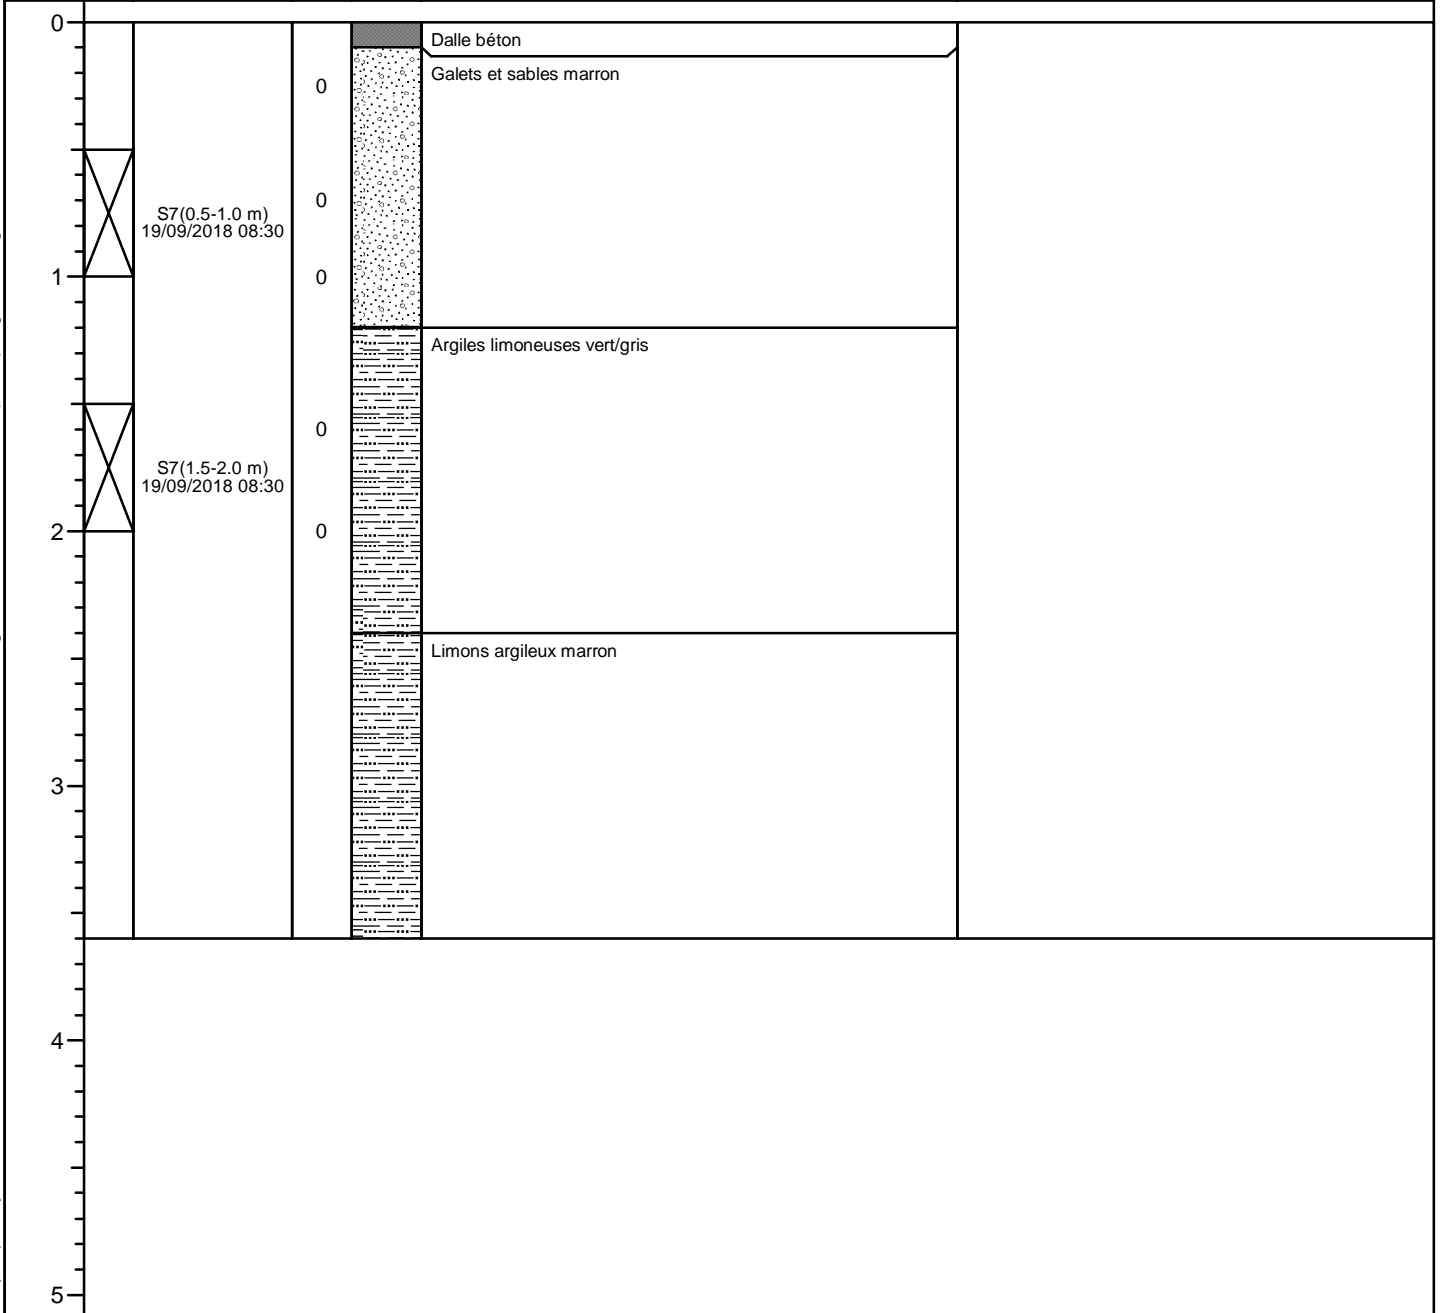 0
Dalle béton
Galets et sables marron
0
0
S7(0.5-1.0 m)
19/09/2018 08:30
1
0
Argiles limoneuses vert/gris
0
S7(1.5-2.0 m)
19/09/2018 08:30
2
0
Limons argileux marron
3
4
5